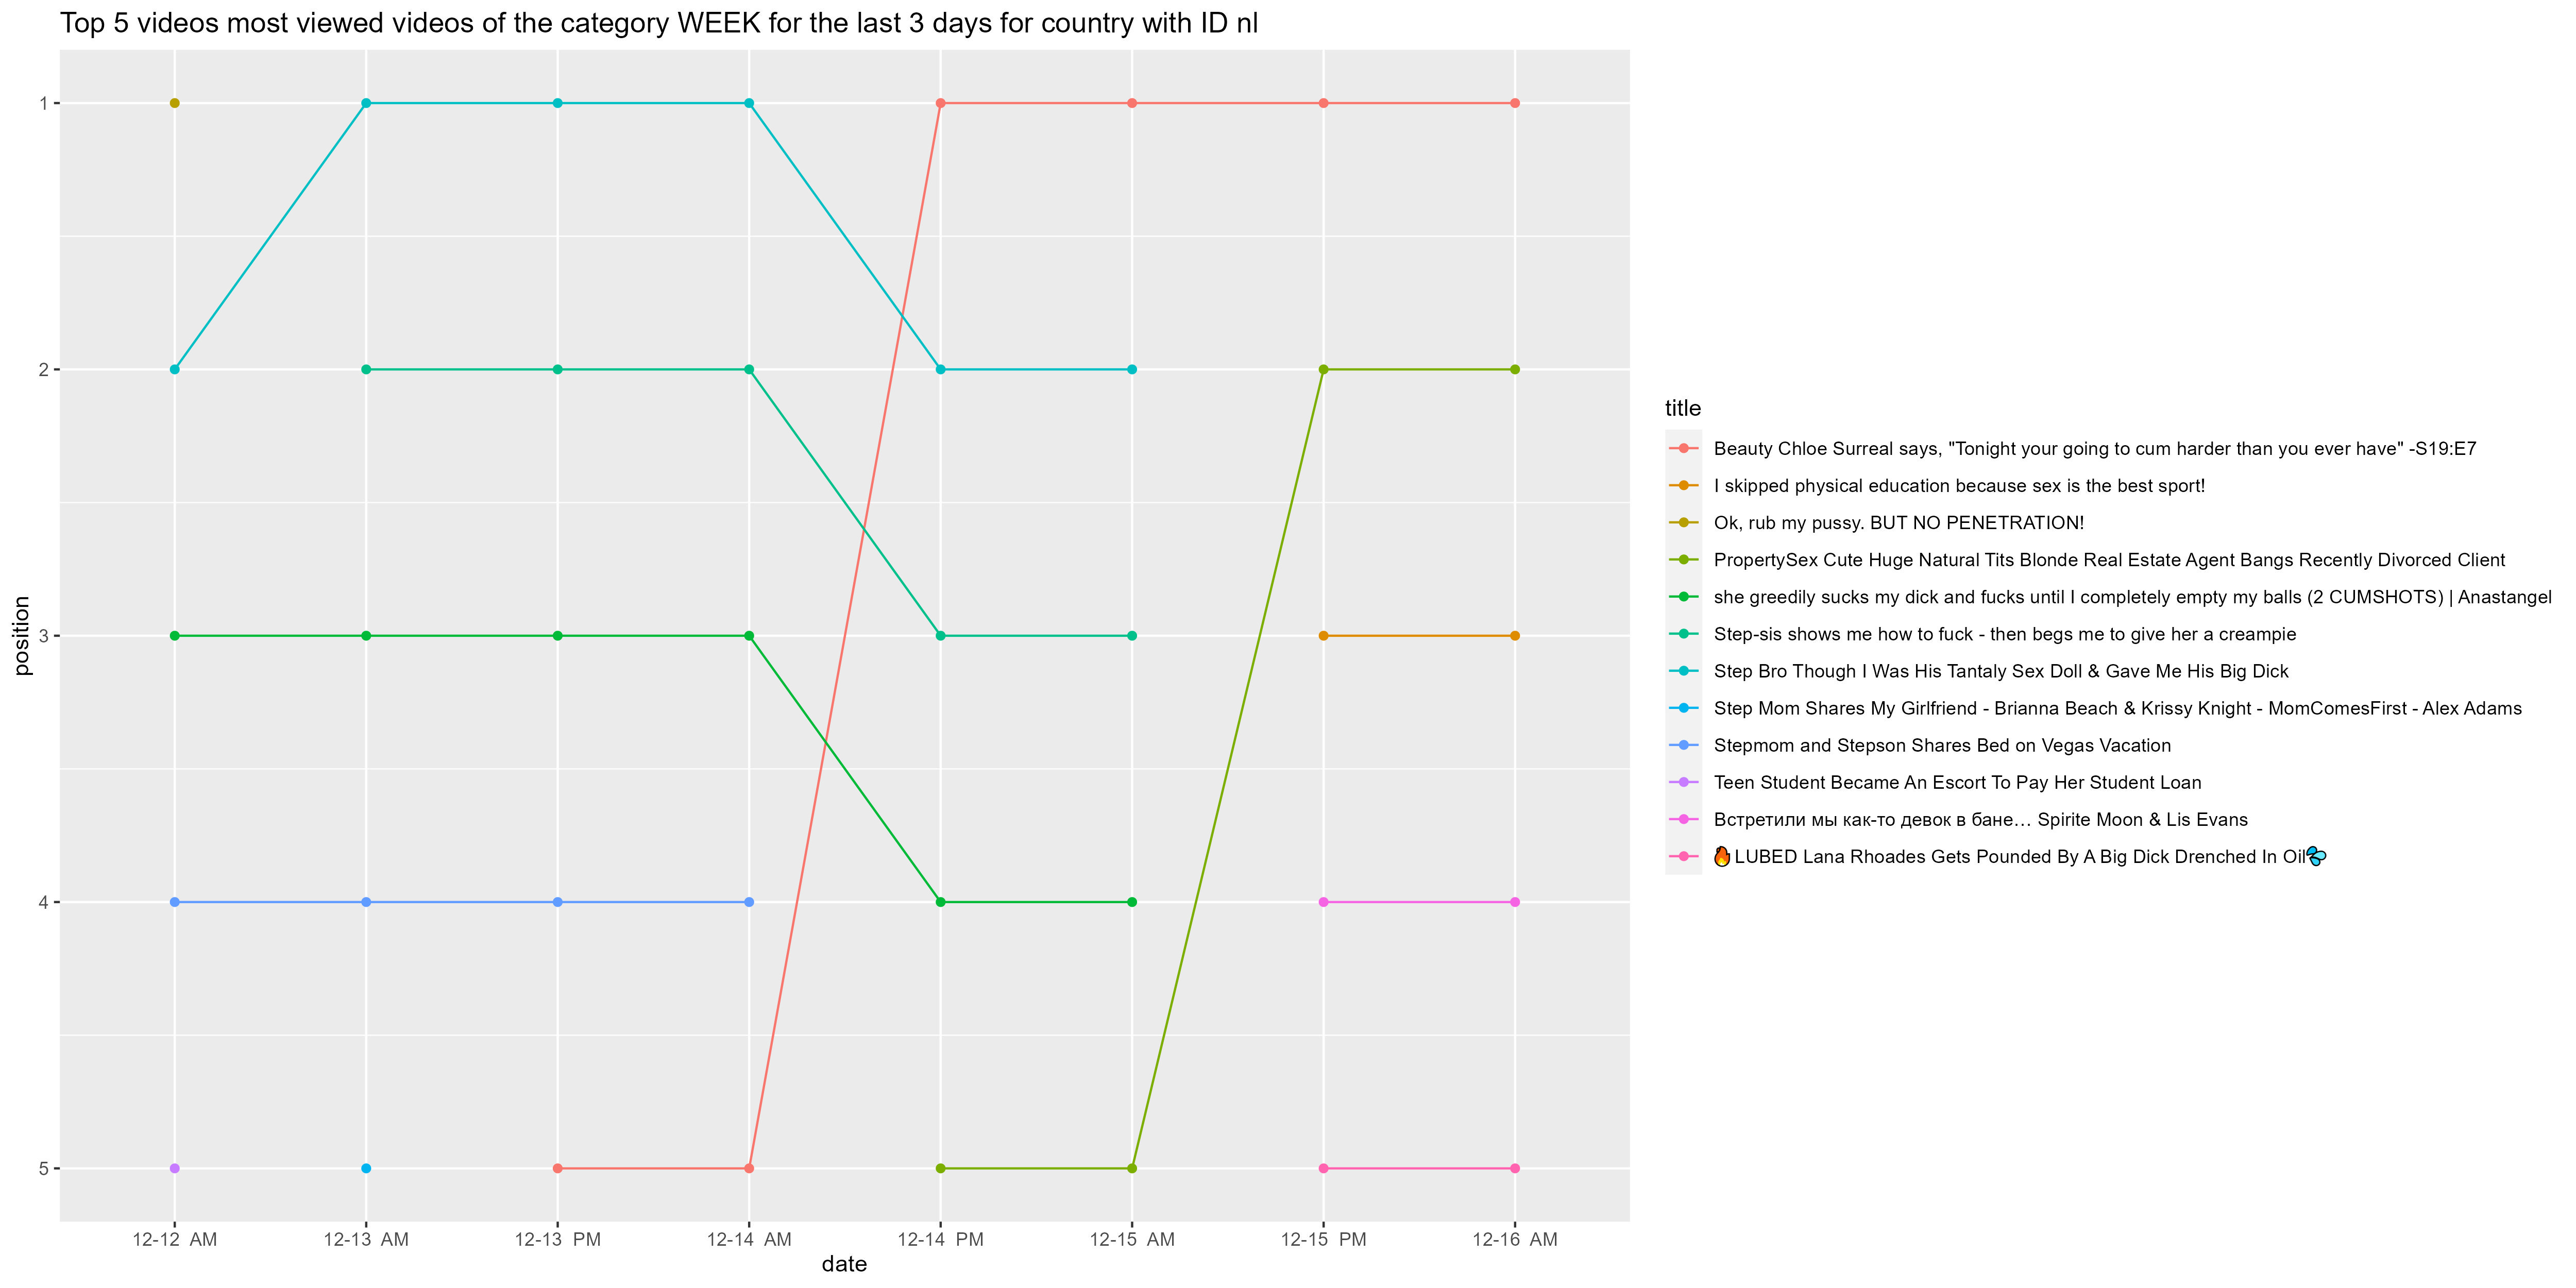 Top 5 videos most viewed videos of the category WEEK for the last 3 days for country with ID nl
position
1
2
3
4
5
12-12 AM
12-13 AM
12-13 PM
12-14 AM
12-14 PM
12-15 AM
12-15 PM
12-16 AM
date
title
Beauty Chloe Surreal says, "Tonight your going to cum harder than you ever have" -S19:E7
I skipped physical education because sex is the best sport!
Ok, rub my pussy. BUT NO PENETRATION!
PropertySex Cute Huge Natural Tits Blonde Real Estate Agent Bangs Recently Divorced Client
she greedily sucks my dick and fucks until I completely empty my balls (2 CUMSHOTS) | Anastangel
Step-sis shows me how to fuck - then begs me to give her a creampie
Step Bro Though I Was His Tantaly Sex Doll & Gave Me His Big Dick
Step Mom Shares My Girlfriend - Brianna Beach & Krissy Knight - MomComesFirst - Alex Adams
Stepmom and Stepson Shares Bed on Vegas Vacation
Teen Student Became An Escort To Pay Her Student Loan
Встретили мы как-то девок в бане… Spirite Moon & Lis Evans
🔥LUBED Lana Rhoades Gets Pounded By A Big Dick Drenched In Oil💦